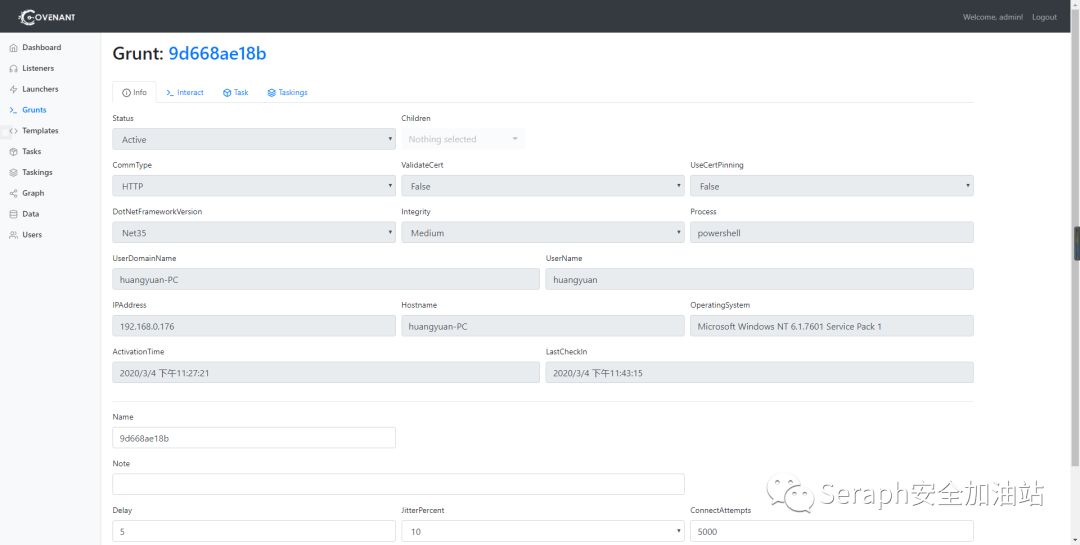 COVENANT
Welcome, admin! Logout
Dashboard
Listeners
Launchers
Grunts
Templates
Tasks
Taskings
Graph
Data
Users
Grunt: 9d668ae18b
Info Interact Task Taskings
Status Children
Active Nothing selected
CommType ValidateCert UseCertPinning
HTTP False False
DotNetFrameworkVersion Integrity Process
Net35 Medium powershell
UserDomainName UserName
huangyuan-PC huangyuan
IPAddress Hostname OperatingSystem
192.168.0.176 huangyuan-PC Microsoft Windows NT 6.1.7601 Service Pack 1
ActivationTime LastCheckIn
2020/3/4 下午11:27:21 2020/3/4 下午11:43:15
Name
9d668ae18b
Note
Seraph安全加油站
Delay JitterPercent ConnectAttempts
5 10 5000